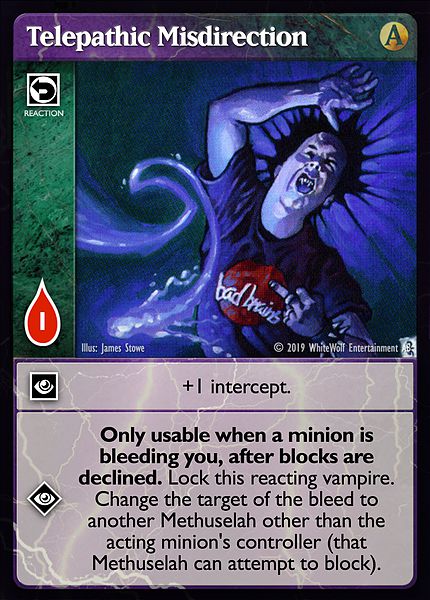 Telepathic Misdirection
A
REACTION
bad brains
1
Illus: James Stowe
© 2019 WhiteWolf Entertainment AB
+1 intercept.
Only usable when a minion is
bleeding you, after blocks are
declined. Lock this reacting vampire.
Change the target of the bleed to
another Methuselah other than the
acting minion's controller (that
Methuselah can attempt to block).